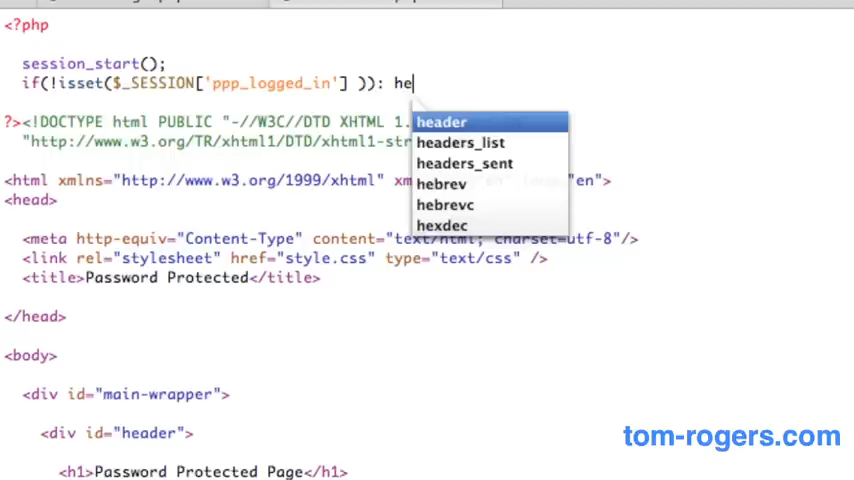 <?php
session_start();
if(!isset($_SESSION['ppp_logged_in'] )): he
header
headers_list
headers_sent
hebrev
hebrevc
hexdec
?><!DOCTYPE html PUBLIC "-//W3C//DTD XHTML 1.
"http://www.w3.org/TR/xhtml1/DTD/xhtml1-str
<html xmlns="http://www.w3.org/1999/xhtml" "en">
<head>
<meta http-equiv="Content-Type" content="text/html; charset=utf-8"/>
<link rel="stylesheet" href="style.css" type="text/css" />
<title>Password Protected</title>
</head>
<body>
<div id="main-wrapper">
<div id="header">
<h1>Password Protected Page</h1>
tom-rogers.com